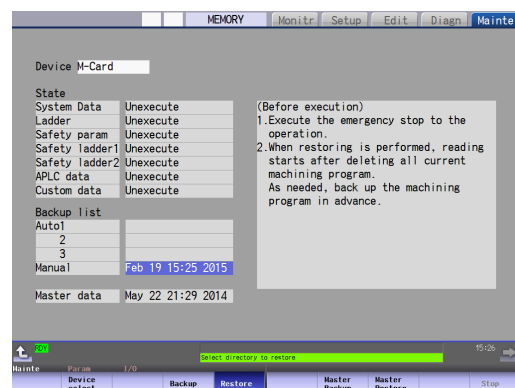 MEMORY Monitr Setup Edit Diagn Mainte
Device M-Card
State
System Data Unexecute
Ladder Unexecute
Safety param Unexecute
Safety ladder1 Unexecute
Safety ladder2 Unexecute
APLC data Unexecute
Custom data Unexecute
(Before execution)
1.Execute the emergency stop to the
operation.
2.When restoring is performed, reading
starts after deleting all current
machining program.
As needed, back up the machining
program in advance.
Backup list
Auto1
2
3
Manual Feb 19 15:25 2015
Master data May 22 21:29 2014
RDY 15:26
Select directory to restore
Mainte Param I/O
Device select Backup Restore Master Backup Master Restore Stop